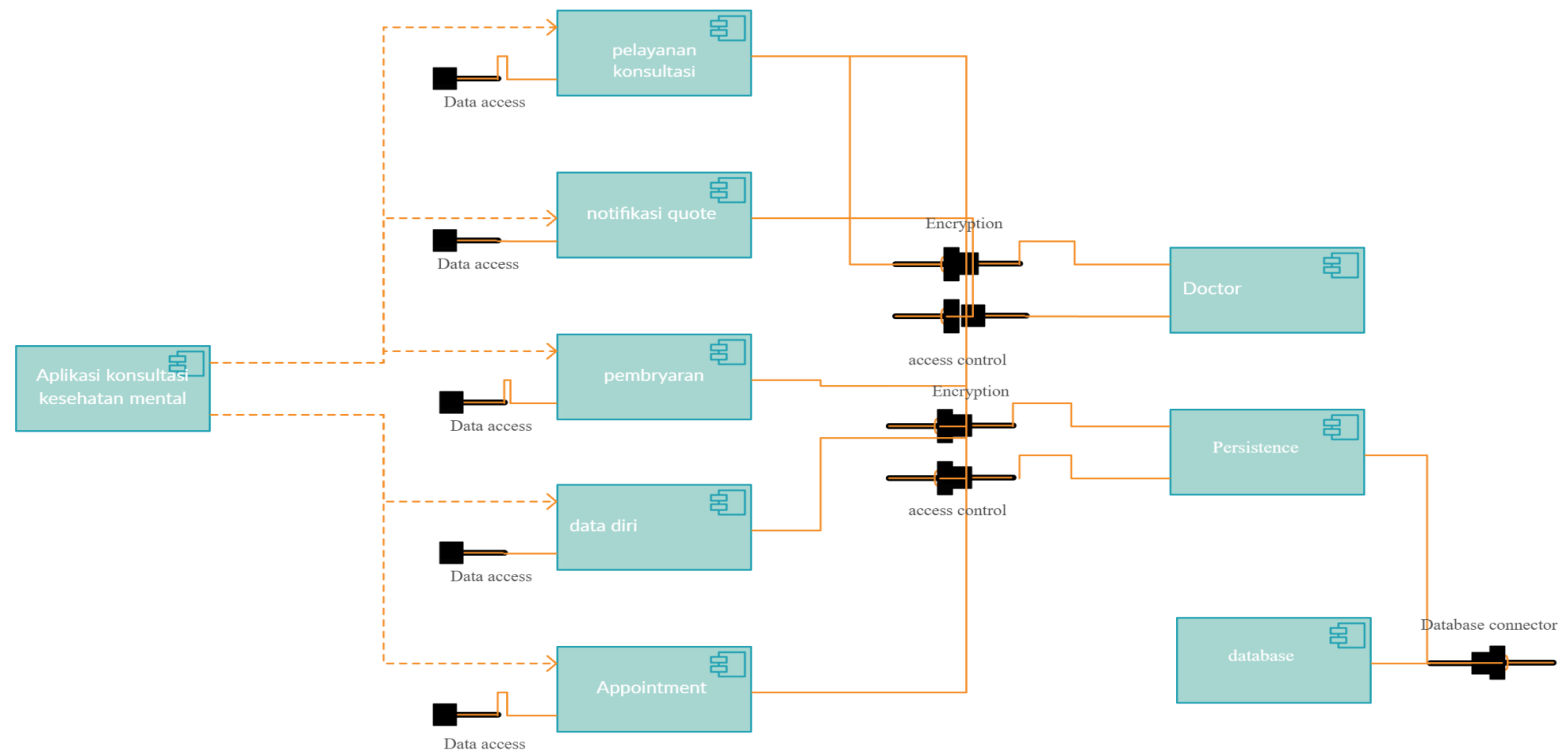 pelayanan
konsultasi
Data access
notifikasi quote
Data access
Encryption
Doctor
access control
Aplikasi konsultasi
kesehatan mental
pembryaran
Data access
Encryption
Persistence
access control
data diri
Data access
Appointment
Data access
database
Database connector